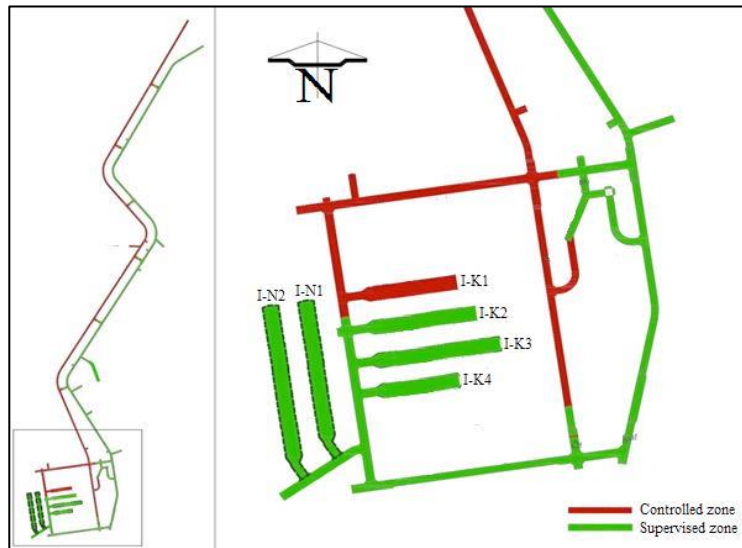 N
I-K1
I-N2 I-N1
I-K2
I-K3
I-K4
Controlled zone
Supervised zone